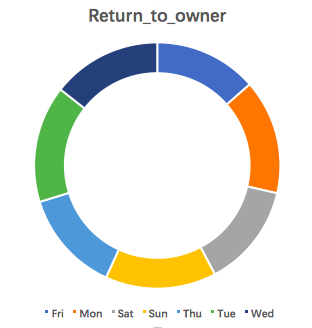 Return_to_owner
Fri Mon Sat Sun Thu Tue Wed